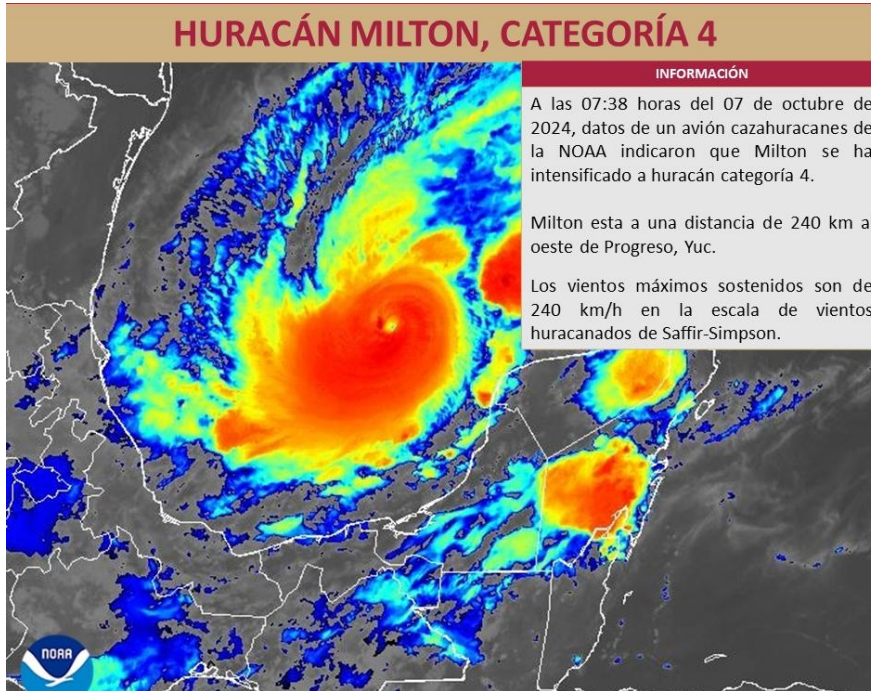 HURACÁN MILTON, CATEGORÍA 4
INFORMACIÓN
A las 07:38 horas del 07 de octubre de
2024, datos de un avión cazahuracanes de
la NOAA indicaron que Milton se ha
intensificado a huracán categoría 4.
Milton esta a una distancia de 240 km a
oeste de Progreso, Yuc.
Los vientos máximos sostenidos son de
240 km/h en la escala de vientos
huracanados de Saffir-Simpson.
NOAA